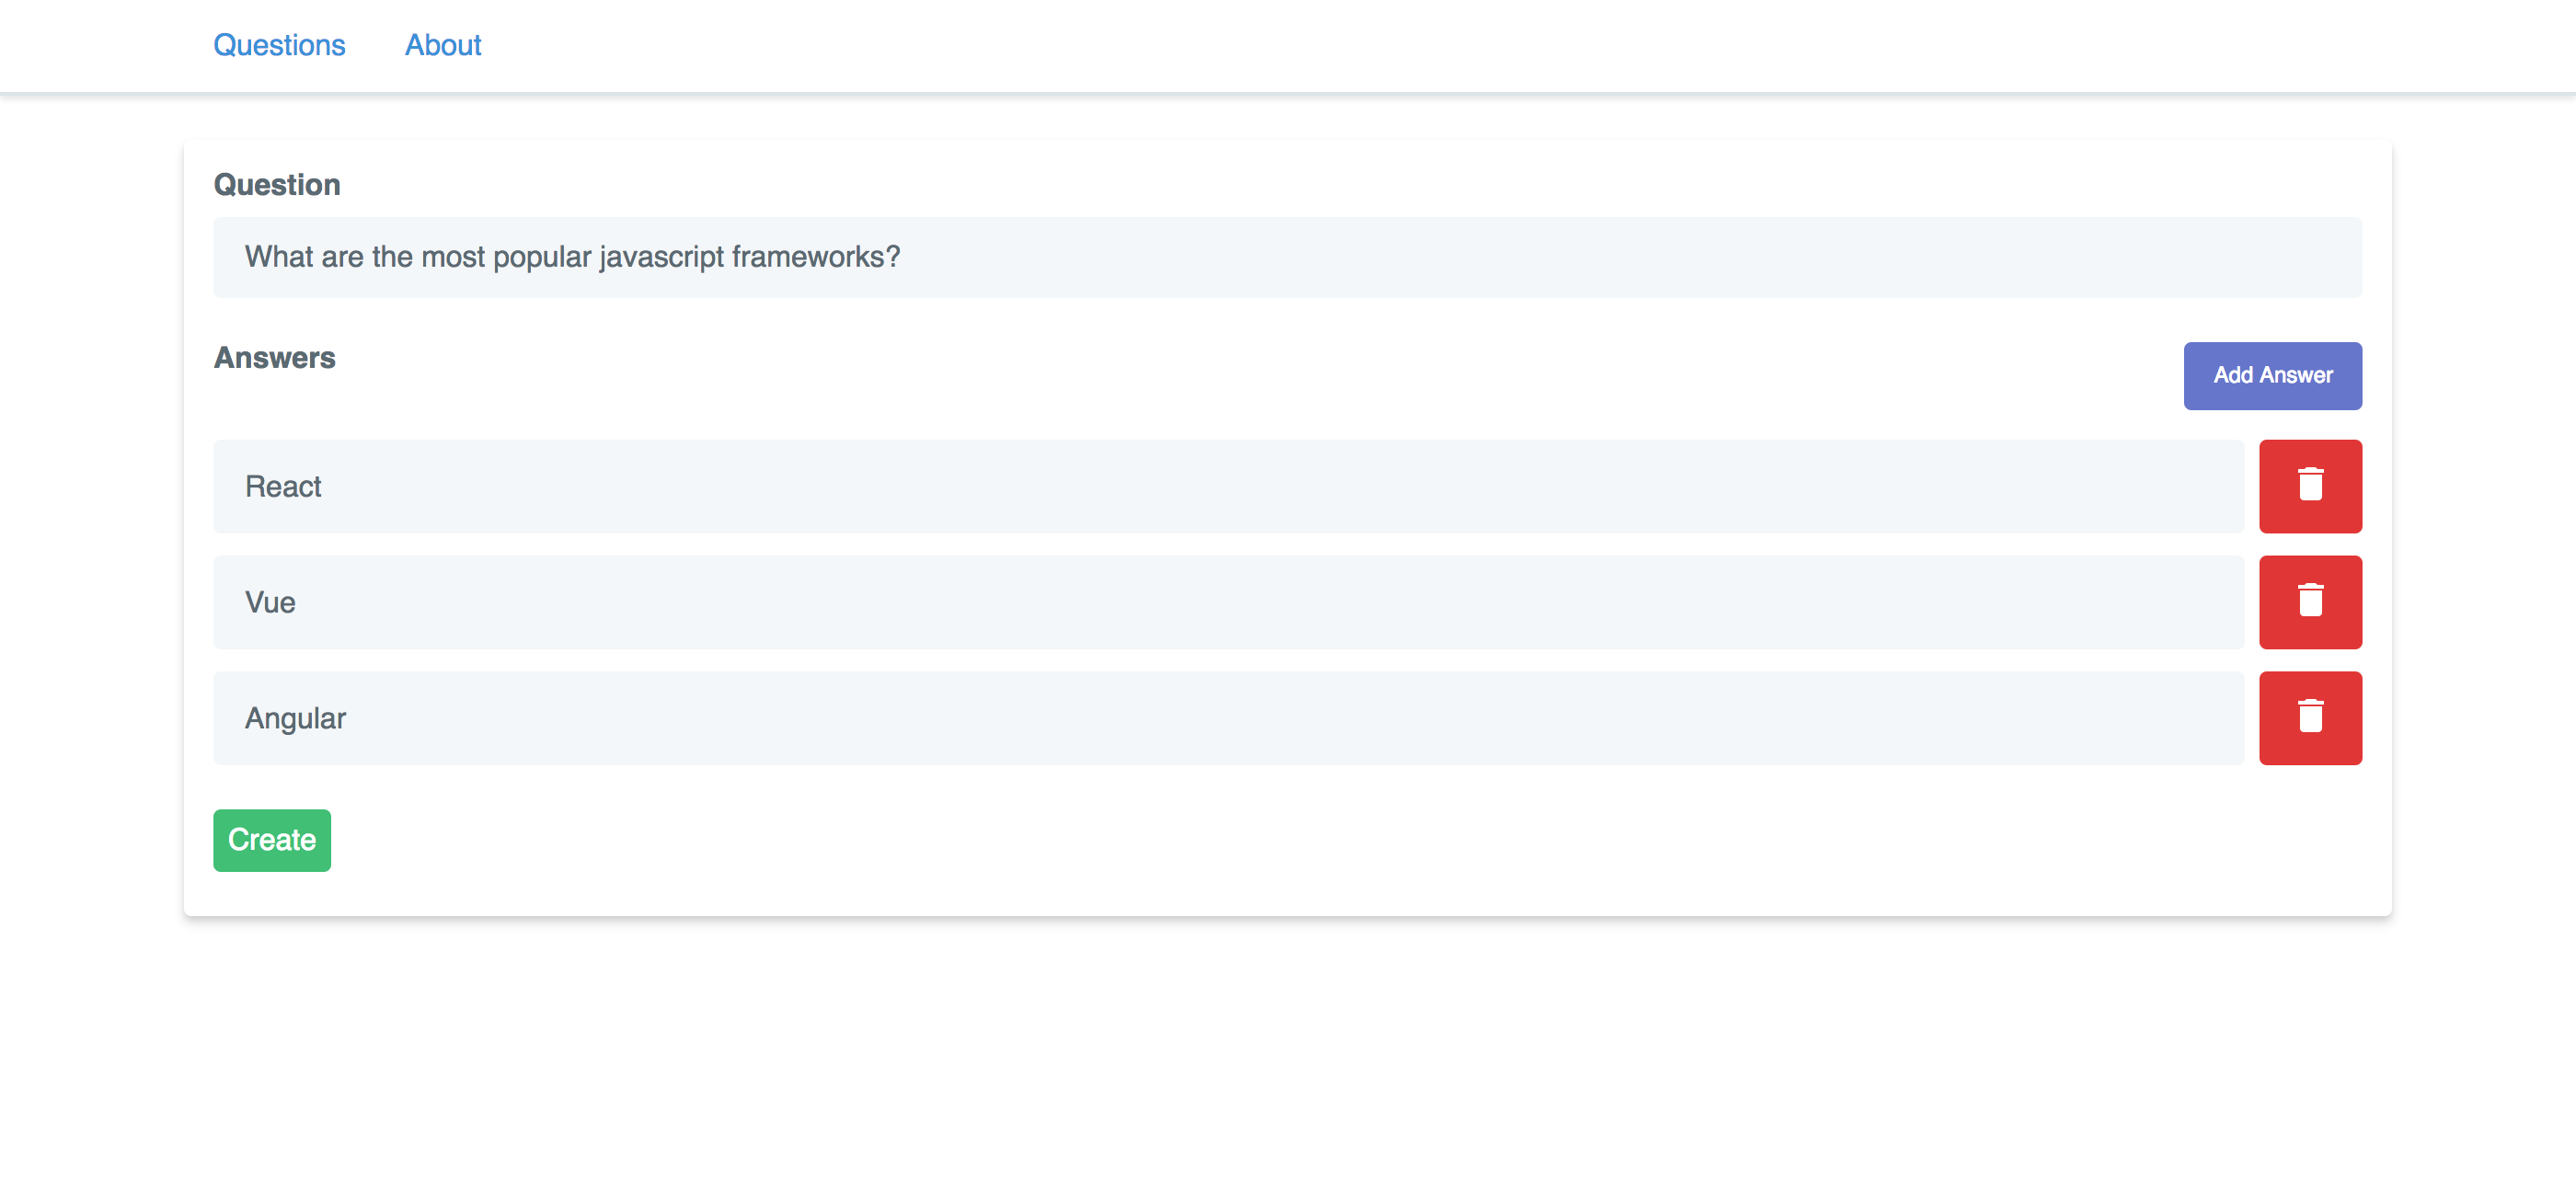 Questions About
Question
What are the most popular javascript frameworks?
Answers
Add Answer
React
Vue
Angular
Create